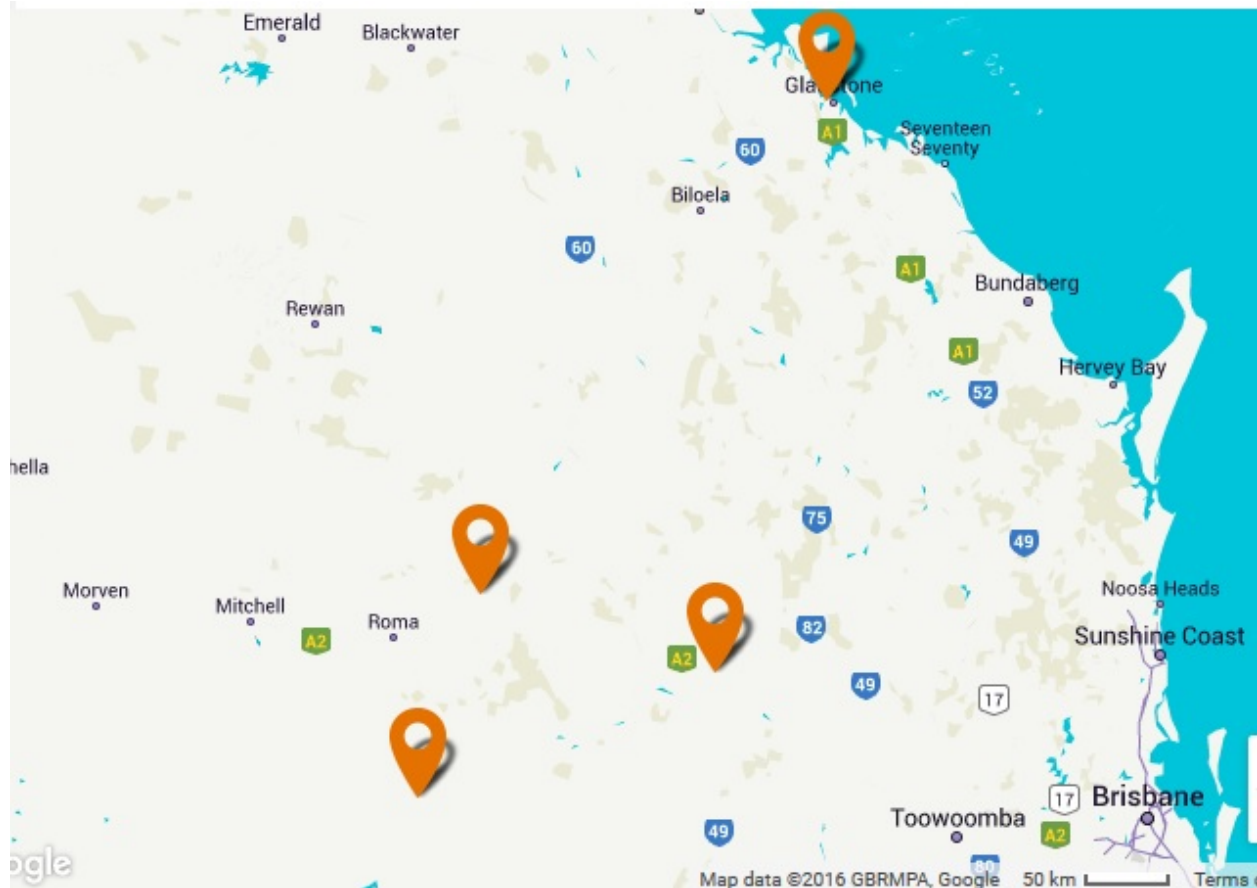 Emerald
Blackwater
Seventeen
Seventy
A1
60
Biloela
60
A1
Bundaberg
Rewan
A1
Hervey Bay
52
hella
75
49
Morven
Mitchell
Roma
Noosa Heads
A2
82
Sunshine Coast
A2
49
17
17
Brisbane
Toowoomba
49
A2
ogle
Map data ©2016 GBRMPA, Google
50 km
Terms